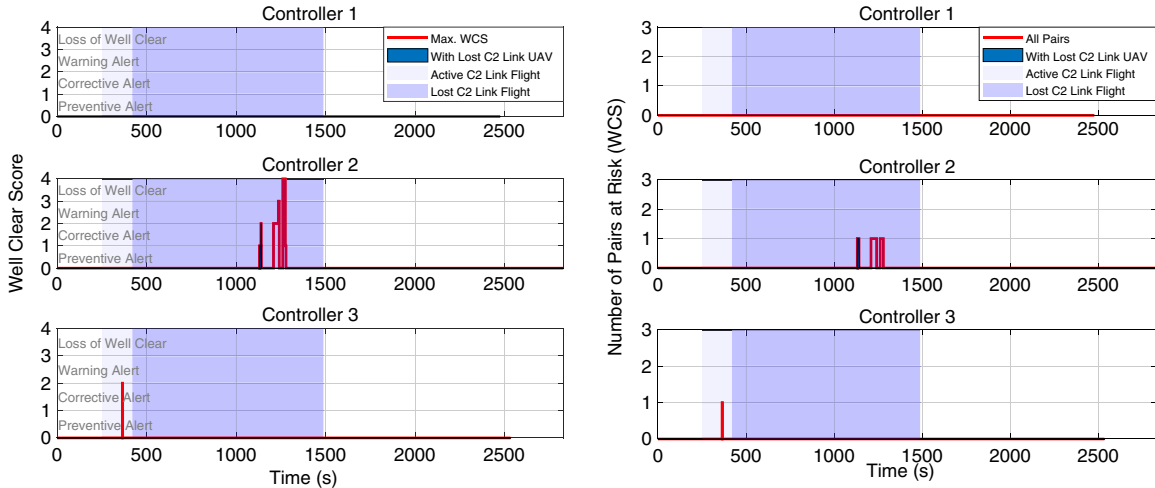 Controller 1
4
3
2
1
0
Loss of Well Clear
Warning Alert
Corrective Alert
Preventive Alert
Max. WCS
With Lost C2 Link UAV
Active C2 Link Flight
Lost C2 Link Flight
0 500 1000 1500 2000 2500
Controller 2
4
3
2
1
0
Loss of Well Clear
Warning Alert
Corrective Alert
Preventive Alert
0 500 1000 1500 2000 2500
Well Clear Score
Controller 3
4
3
2
1
0
Loss of Well Clear
Warning Alert
Corrective Alert
Preventive Alert
0 500 1000 1500 2000 2500
Time (s)
Controller 1
3
2
1
0
All Pairs
With Lost C2 Link UAV
Active C2 Link Flight
Lost C2 Link Flight
0 500 1000 1500 2000 2500
Controller 2
3
2
1
0
0 500 1000 1500 2000 2500
Number of Pairs at Risk (WCS)
Controller 3
3
2
1
0
0 500 1000 1500 2000 2500
Time (s)